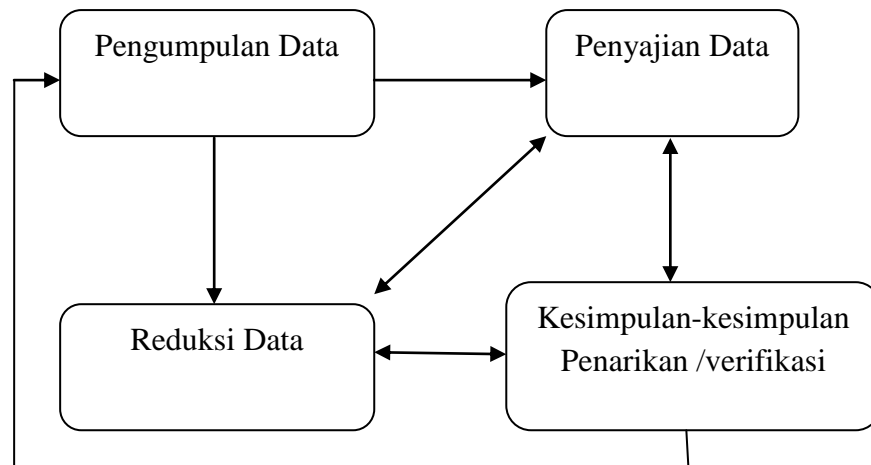 Pengumpulan Data
Penyajian Data
Reduksi Data
Kesimpulan-kesimpulan
Penarikan /verifikasi